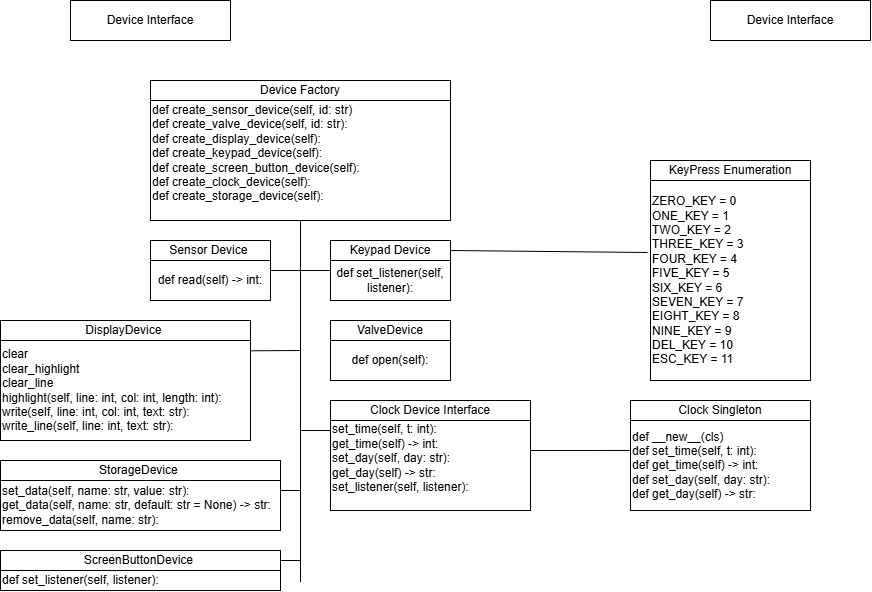 Device Interface
Device Interface
Device Factory
def create_sensor_device(self, id: str)
def create_valve_device(self, id: str):
def create_display_device(self):
def create_keypad_device(self):
def create_screen_button_device(self):
def create_clock_device(self):
def create_storage_device(self):
KeyPress Enumeration
ZERO_KEY = 0
ONE_KEY = 1
TWO_KEY = 2
THREE_KEY = 3
FOUR_KEY = 4
FIVE_KEY = 5
SIX_KEY = 6
SEVEN_KEY = 7
EIGHT_KEY = 8
NINE_KEY = 9
DEL_KEY = 10
ESC_KEY = 11
Sensor Device
def read(self) -> int:
Keypad Device
def set_listener(self,
listener):
DisplayDevice
clear
clear_highlight
clear_line
highlight(self, line: int, col: int, length: int):
write(self, line: int, col: int, text: str):
write_line(self, line: int, text: str):
ValveDevice
def open(self):
Clock Device Interface
set_time(self, t: int):
get_time(self) -> int:
set_day(self, day: str):
get_day(self) -> str:
set_listener(self, listener):
Clock Singleton
def __new__(cls)
def set_time(self, t: int):
def get_time(self) -> int:
def set_day(self, day: str):
def get_day(self) -> str:
StorageDevice
set_data(self, name: str, value: str):
get_data(self, name: str, default: str = None) -> str:
remove_data(self, name: str):
ScreenButtonDevice
def set_listener(self, listener):